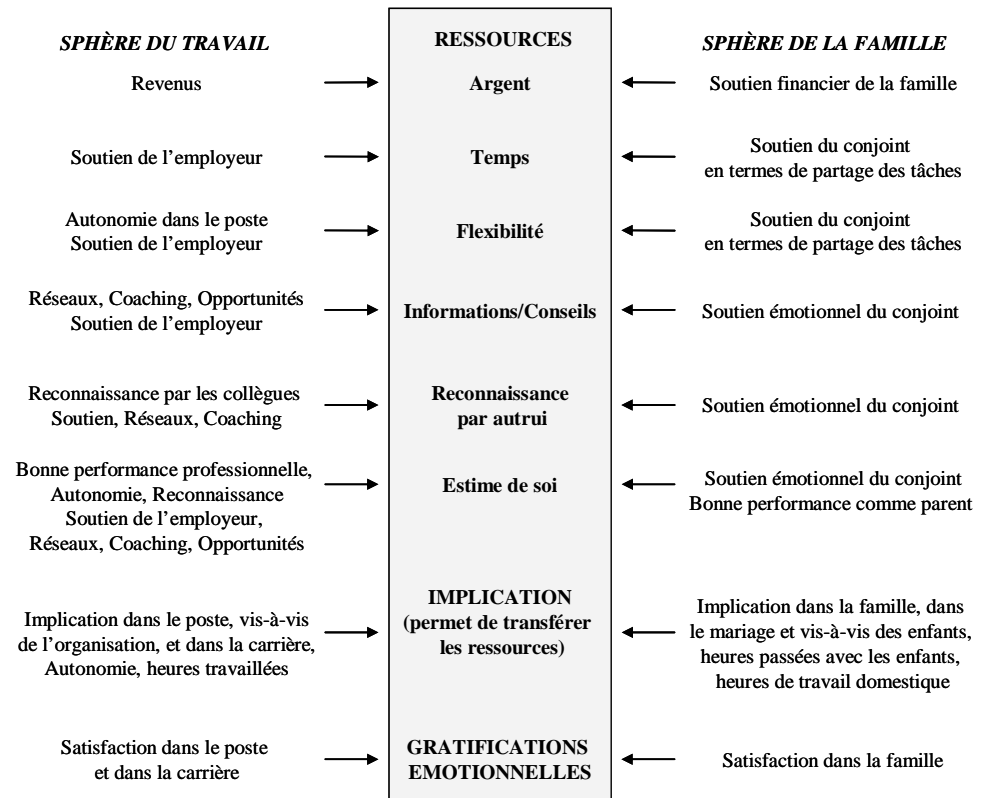 SPHÈRE DU TRAVAIL
RESSOURCES
SPHÈRE DE LA FAMILLE
Revenus
Argent
Soutien financier de la famille
Soutien de l'employeur
Temps
Soutien du conjoint
en termes de partage des tâches
Autonomie dans le poste
Soutien de l'employeur
Flexibilité
Soutien du conjoint
en termes de partage des tâches
Réseaux, Coaching, Opportunités
Soutien de l'employeur
Informations/Conseils
Soutien émotionnel du conjoint
Reconnaissance par les collègues
Soutien, Réseaux, Coaching
Reconnaissance
par autrui
Soutien émotionnel du conjoint
Bonne performance professionnelle,
Autonomie, Reconnaissance
Soutien de l'employeur,
Réseaux, Coaching, Opportunités
Estime de soi
Soutien émotionnel du conjoint
Bonne performance comme parent
Implication dans le poste, vis-à-vis
de l'organisation, et dans la carrière,
Autonomie, heures travaillées
IMPLICATION
(permet de transférer
les ressources)
Implication dans la famille, dans
le mariage et vis-à-vis des enfants,
heures passées avec les enfants,
heures de travail domestique
Satisfaction dans le poste
et dans la carrière
GRATIFICATIONS
EMOTIONNELLES
Satisfaction dans la famille